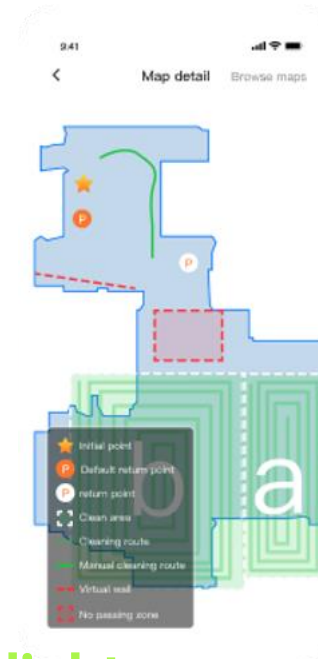 9:41
Map detail
Browse maps
P
P
b
a
Initial point
P Default return point
P return point
Clean area
Cleaning route
Manual cleaning route
Virtual wall
No passing zone